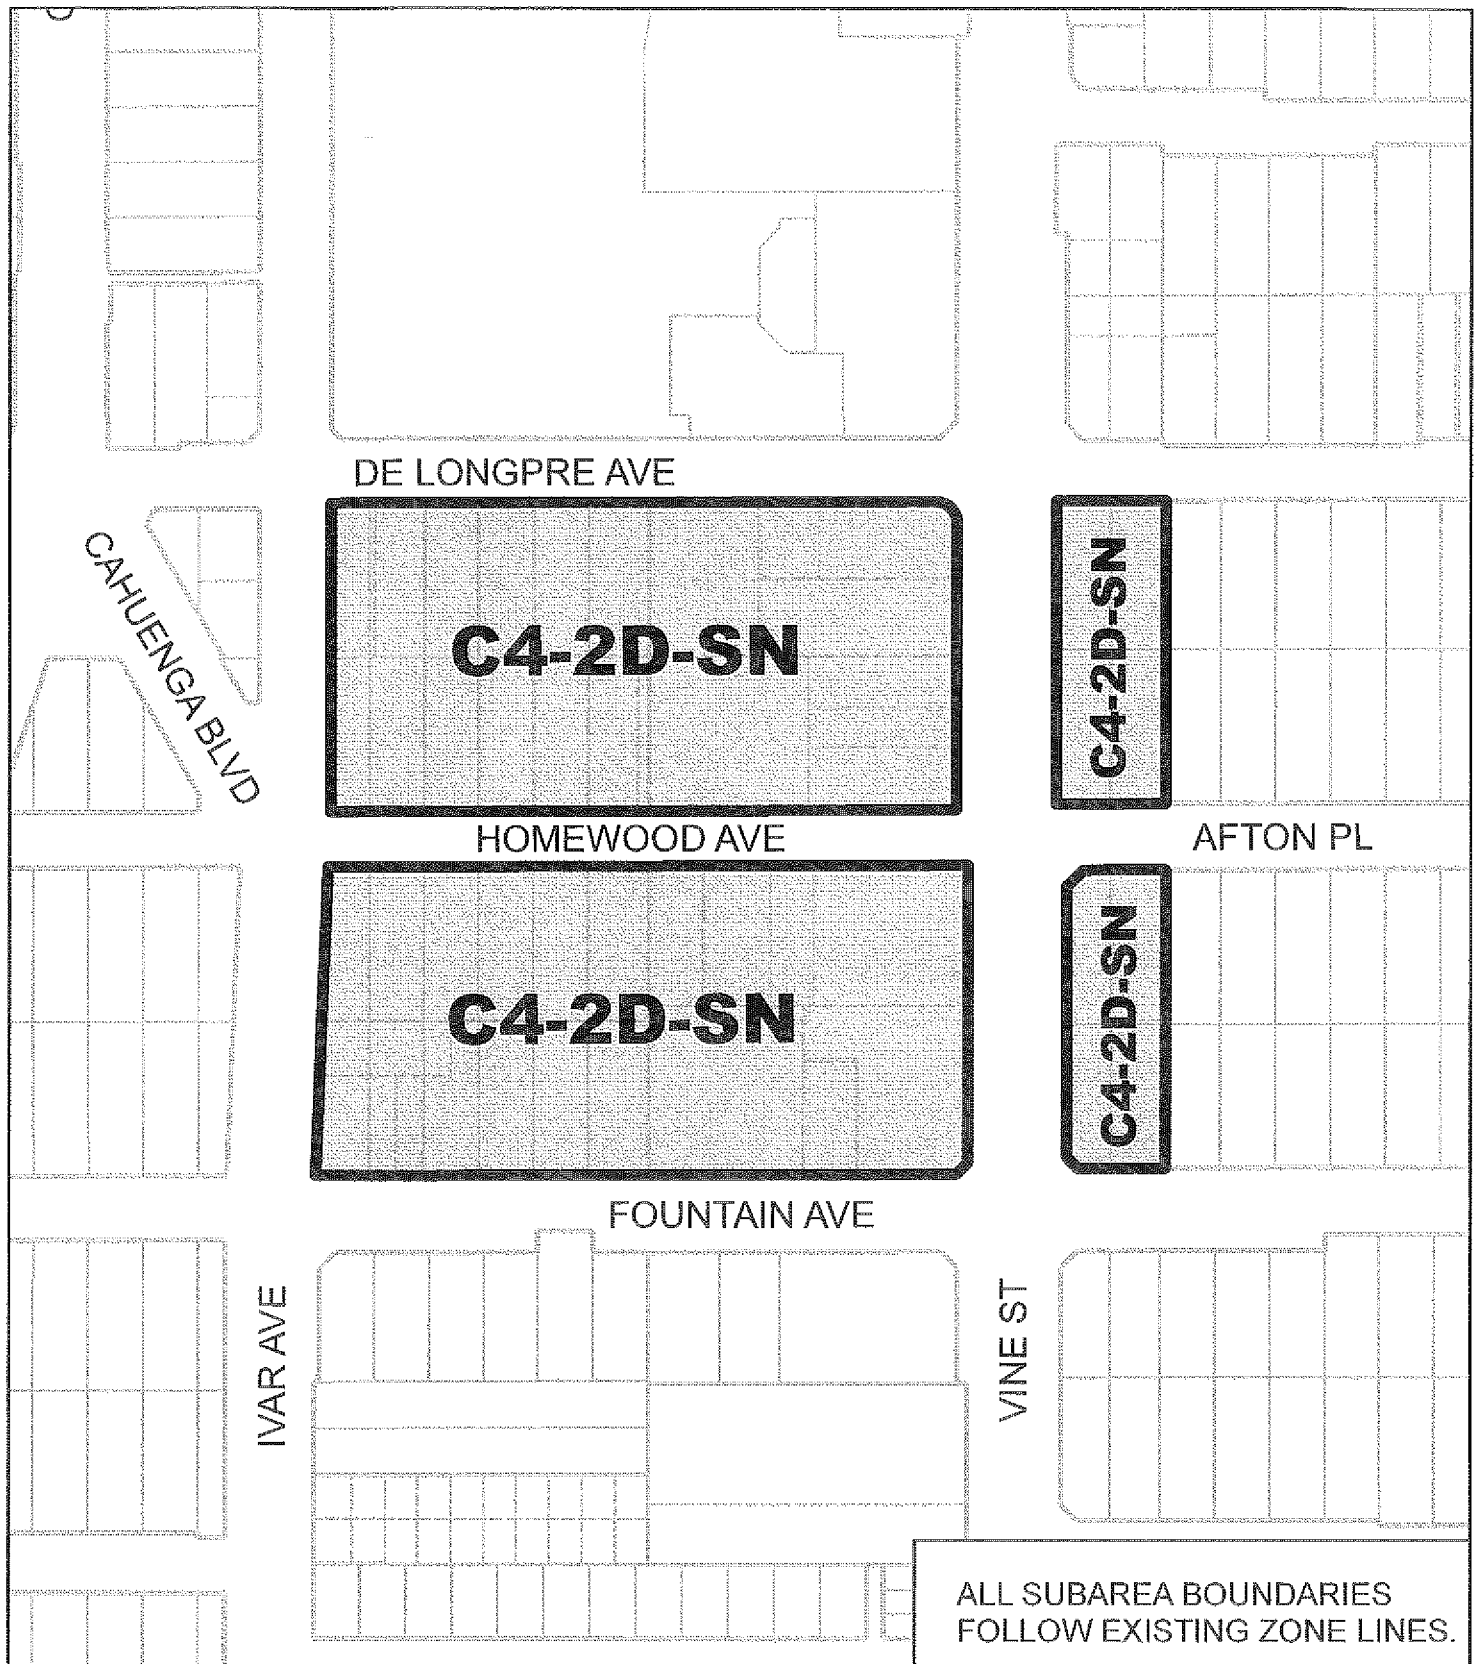 DE LONGPRE AVE
CAHUENGA BLVD
C4-2D-SN
C4-2D-SN
HOMEWOOD AVE
AFTON PL
C4-2D-SN
C4-2D-SN
FOUNTAIN AVE
IVAR AVE
VINE ST
ALL SUBAREA BOUNDARIES
FOLLOW EXISTING ZONE LINES.